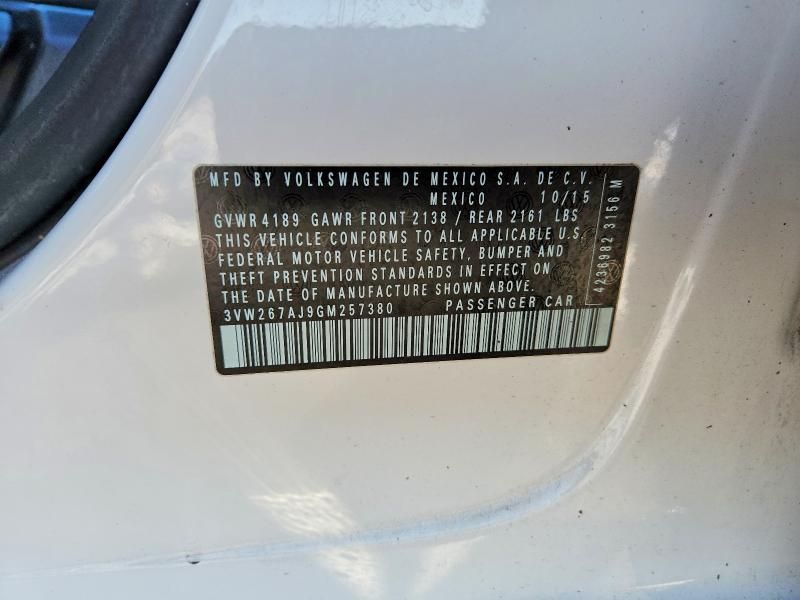 MFD BY VOLKSWAGEN DE MEXICO S.A. DE C.V.
MEXICO 10/15
GVWR 4189 GAWR FRONT 2138 / REAR 2161 LBS
THIS VEHICLE CONFORMS TO ALL APPLICABLE U.S.
FEDERAL MOTOR VEHICLE SAFETY, BUMPER AND
THEFT PREVENTION STANDARDS IN EFFECT ON
THE DATE OF MANUFACTURE SHOWN ABOVE.
3VW267AJ9GM257380 PASSENGER CAR
4236982 3156 M